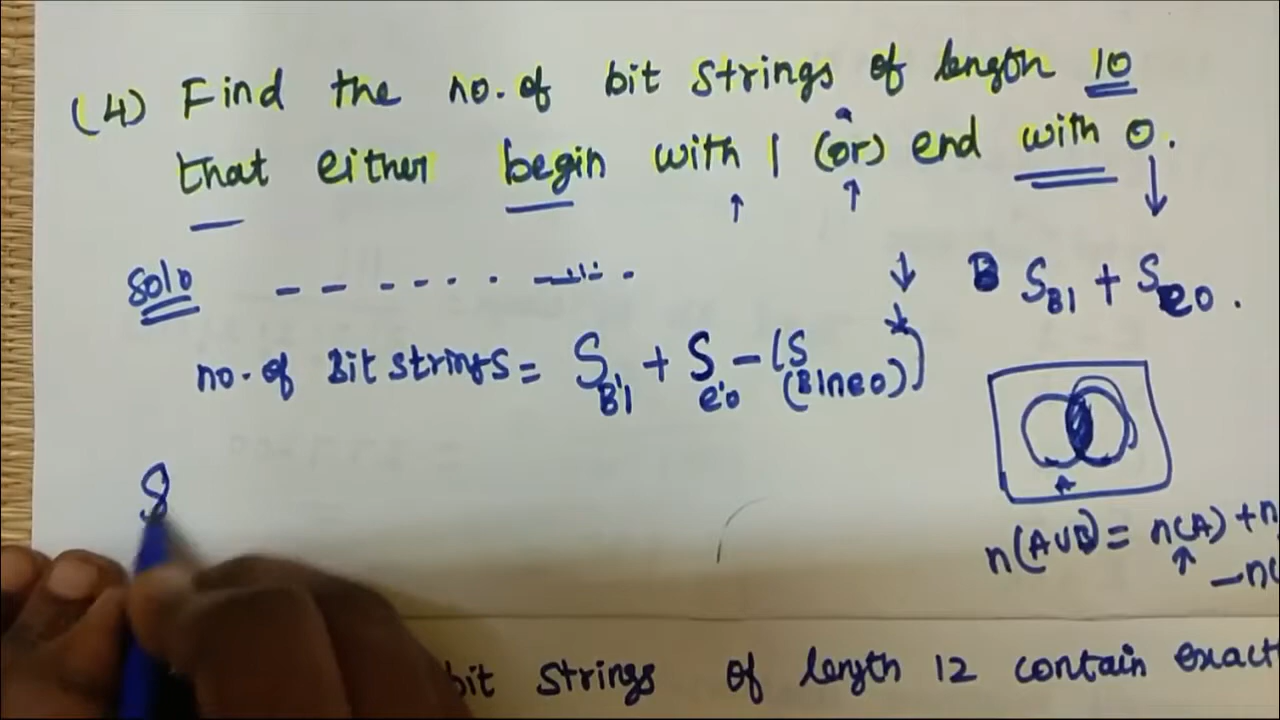 (4) Find the no. of bit strings of length 10
that either begin with 1 (or) end with 0.
Solo
B S_B1 + S_e0 .
no. of Bit strings = S_B1 + S_e0 - (S_(B1ne0))
A
n(AUB) = n(A) + n
- n(
S
bit strings of length 12 contain exact